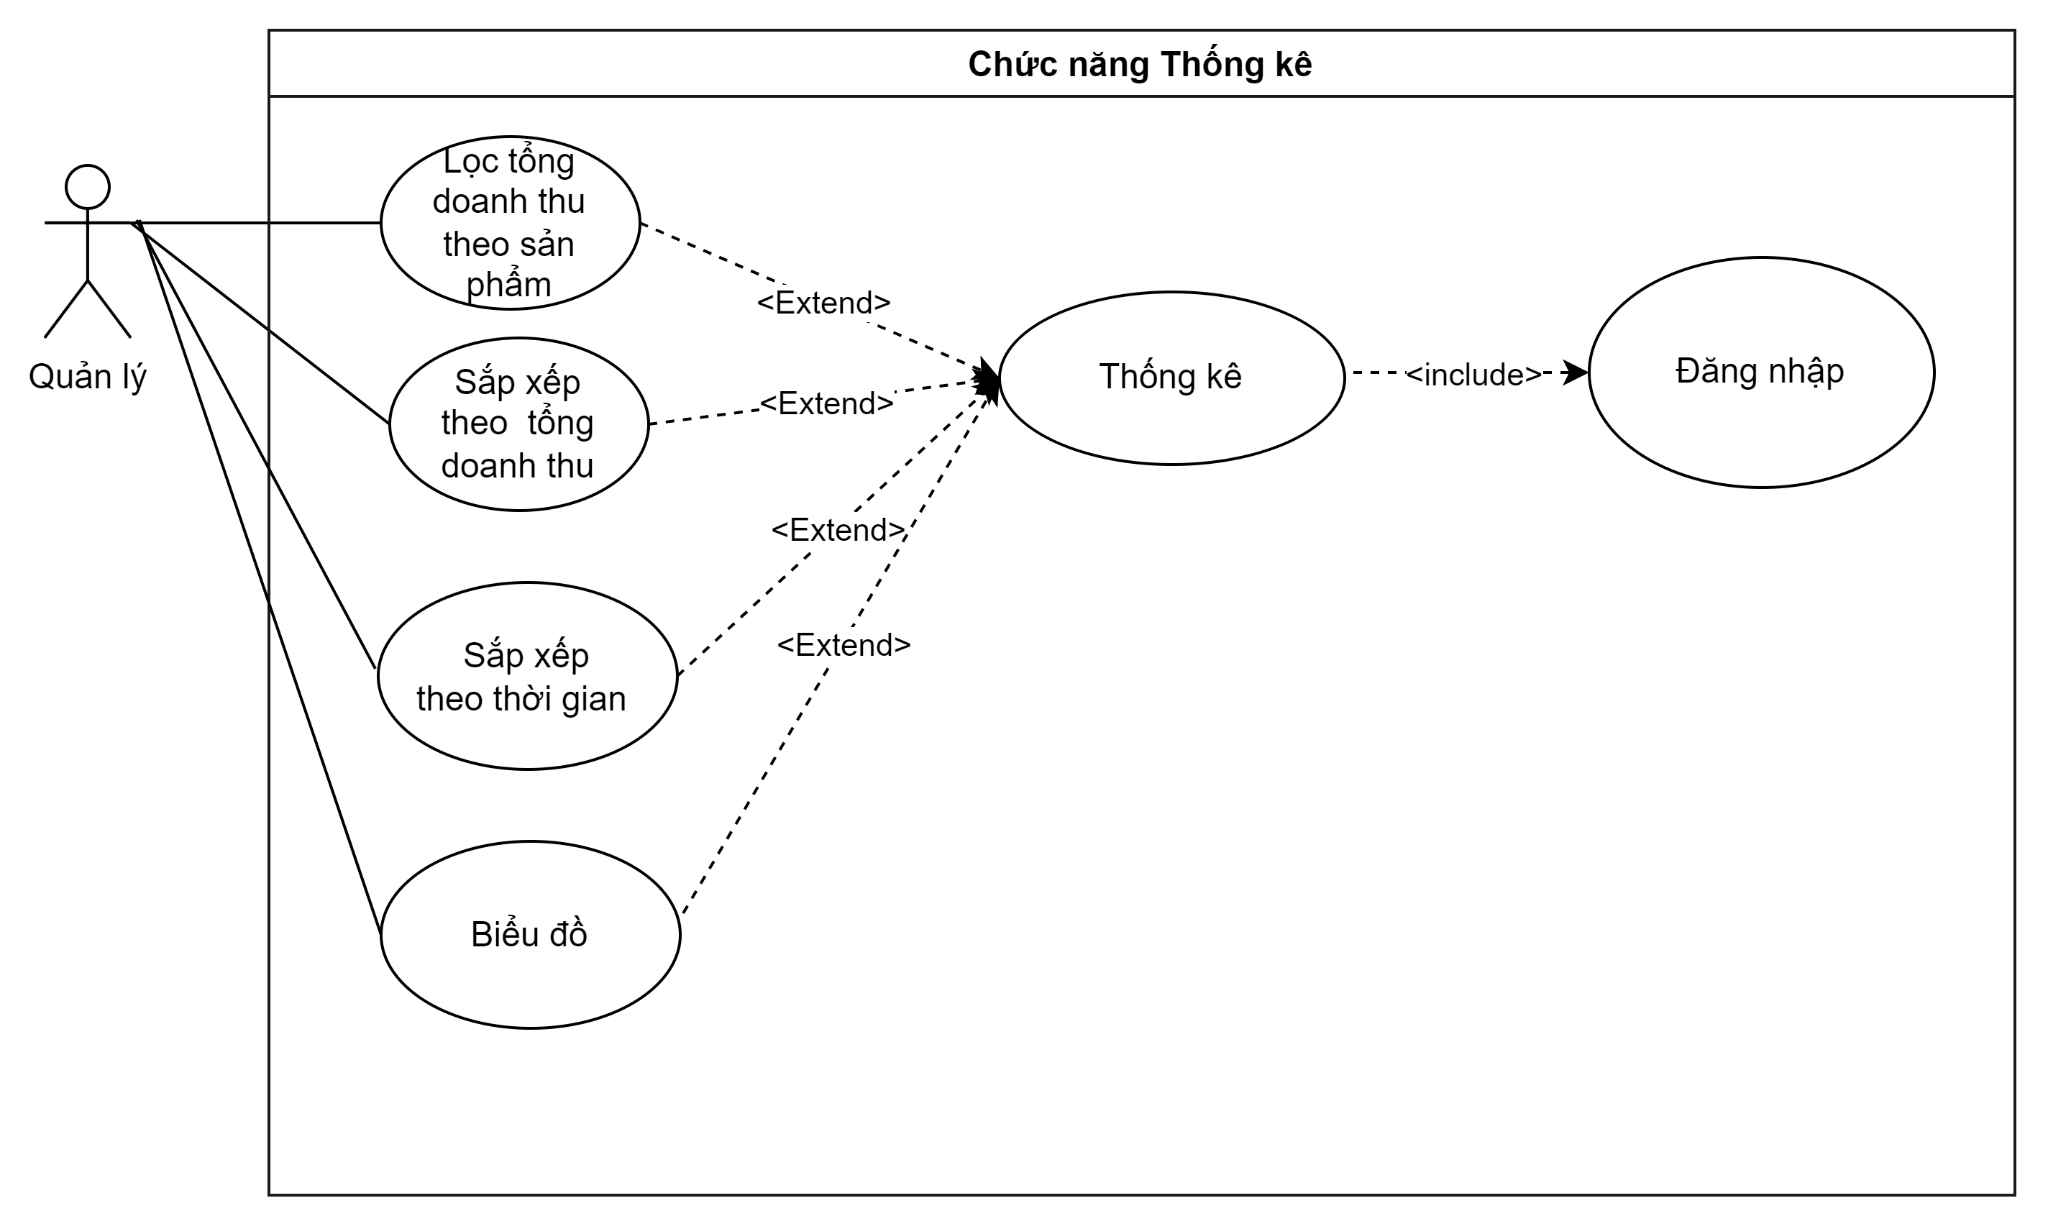 Chức năng Thống kê
Quản lý
Lọc tổng
doanh thu
theo sản
phẩm
<Extend>
Sắp xếp
theo  tổng
doanh thu
<Extend>
Thống kê
<include>
Đăng nhập
<Extend>
Sắp xếp
theo thời gian
<Extend>
Biểu đồ